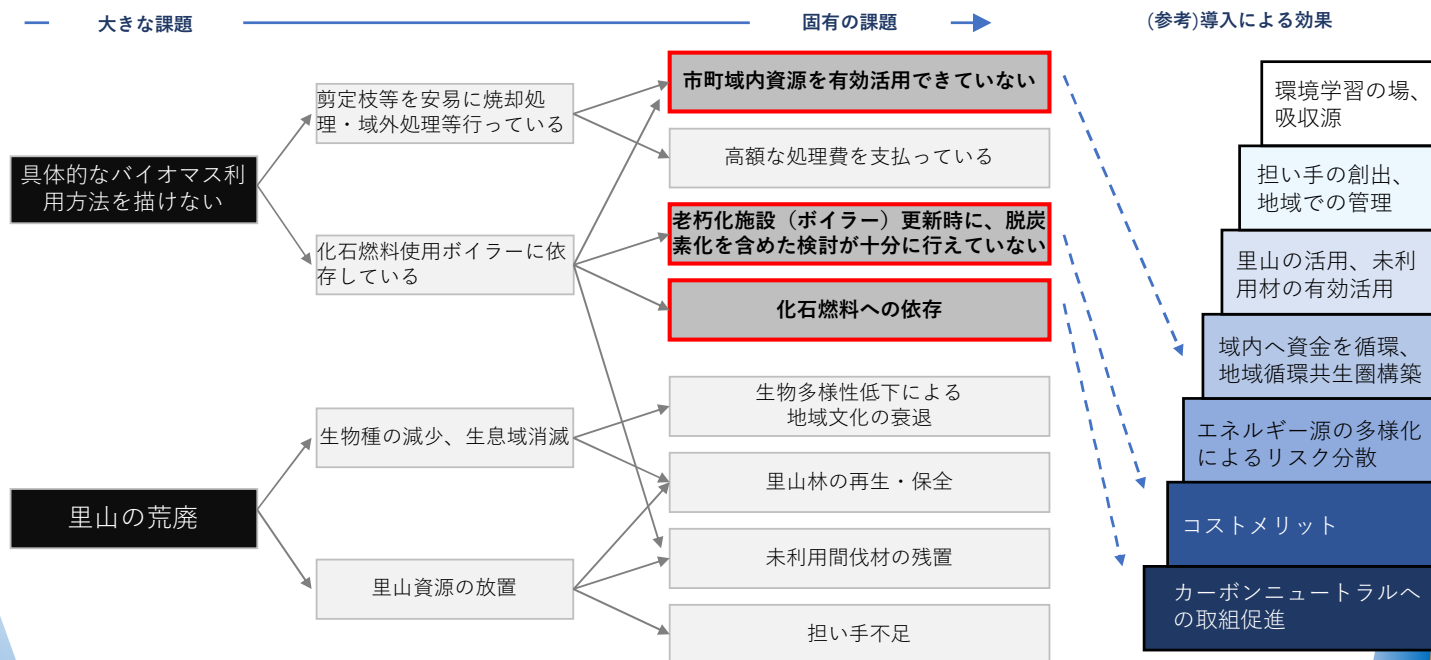 大きな課題
固有の課題
(参考)導入による効果
具体的なバイオマス利
用方法を描けない
剪定枝等を安易に焼却処
理・域外処理等行っている
化石燃料使用ボイラーに依
存している
市町域内資源を有効活用できていない
高額な処理費を支払っている
老朽化施設（ボイラー）更新時に、脱炭
素化を含めた検討が十分に行えていない
化石燃料への依存
里山の荒廃
生物種の減少、生息域消滅
里山資源の放置
生物多様性低下による
地域文化の衰退
里山林の再生・保全
未利用間伐材の残置
担い手不足
環境学習の場、
吸収源
担い手の創出、
地域での管理
里山の活用、未利
用材の有効活用
域内へ資金を循環、
地域循環共生圏構築
エネルギー源の多様化
によるリスク分散
コストメリット
カーボンニュートラルへ
の取組促進